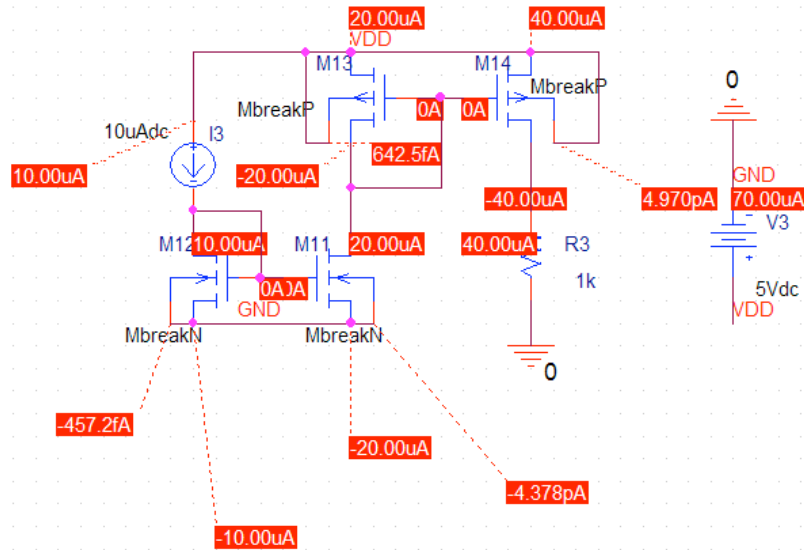 20.00uA
40.00uA
VDD
M13
M14
0
MbreakP
MbreakP
0A
0A
10uAdc
I3
642.5fA
10.00uA
-20.00uA
4.970pA
GND
-40.00uA
70.00uA
M12
10.00uA
M11
20.00uA
40.00uA
R3
V3
1k
0A
0A
5Vdc
GND
VDD
MbreakN
MbreakN
0
-457.2fA
-20.00uA
-4.378pA
-10.00uA